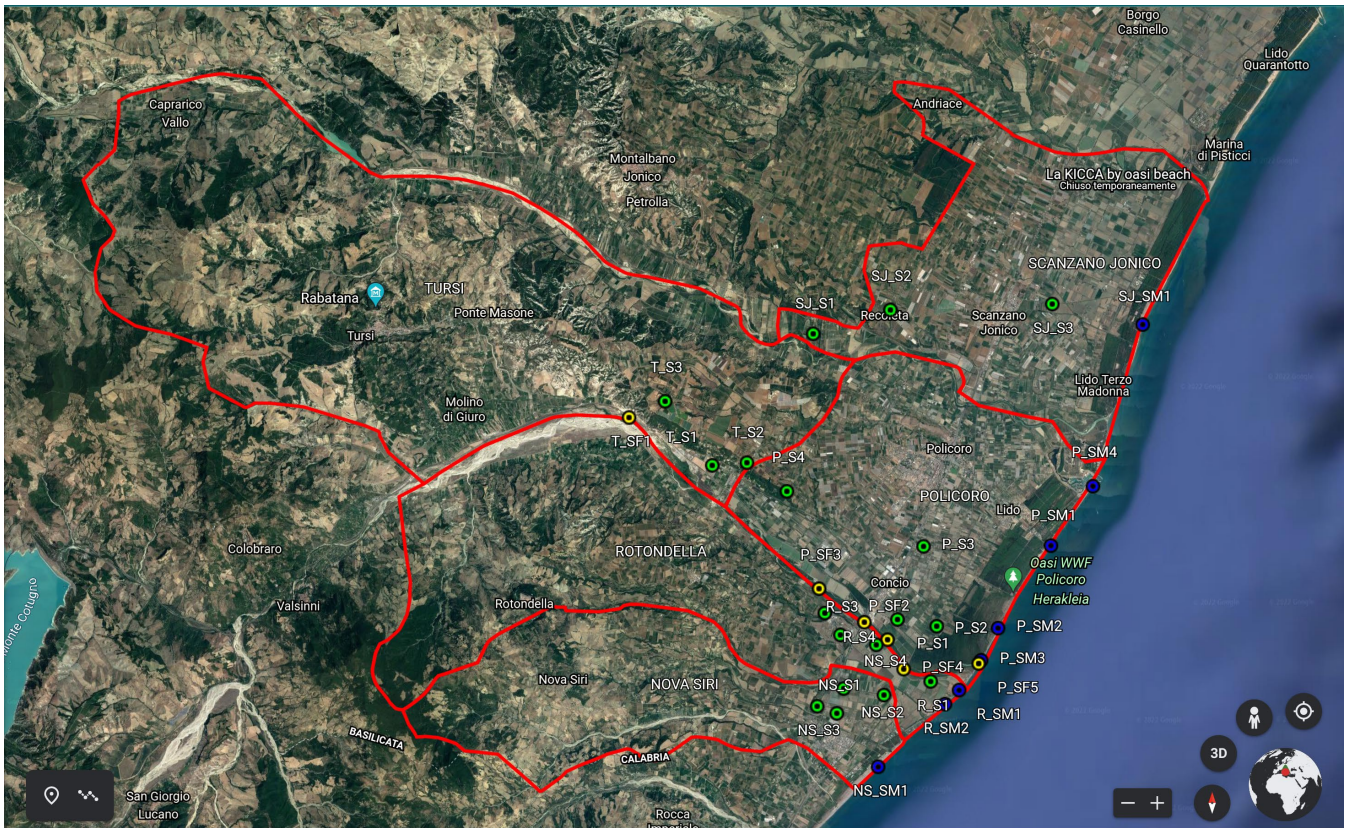 Borgo
Casinello
Lido
Quarantotto
Caprarico
Vallo
Andriace
Marina
di Pisticci
Montalbano
Jonico
Petrolla
La KICCA by oasi beach
Chiuso temporaneamente
SCANZANO JONICO
SJ_S2
TURSI
Rabatana
Ponte Masone
SJ_S1
Recoleta
Scanzano
Jonico
SJ_SM1
SJ_S3
Tursi
T_S3
Lido Terzo
Madonna
Molino
di Giuro
T_SF1
T_S1
T_S2
P_S4
Policoro
P_SM4
POLICORO
Lido
P_SM1
Colobraro
ROTONDELLA
P_SF3
P_S3
Oasi WWF
Policoro
Herakleia
Concio
Valsinni
Rotondella
R_S3
P_SF2
R_S4
P_S1
P_S2
P_SM2
NS_S4
P_SF4
P_SM3
Nova Siri
NOVA SIRI
NS_S1
P_SF5
NS_S2
R_S1
R_SM1
NS_S3
R_SM2
BASILICATA
CALABRIA
Monte Cotugno
3D
NS_SM1
San Giorgio
Lucano
Rocca
Imperiale